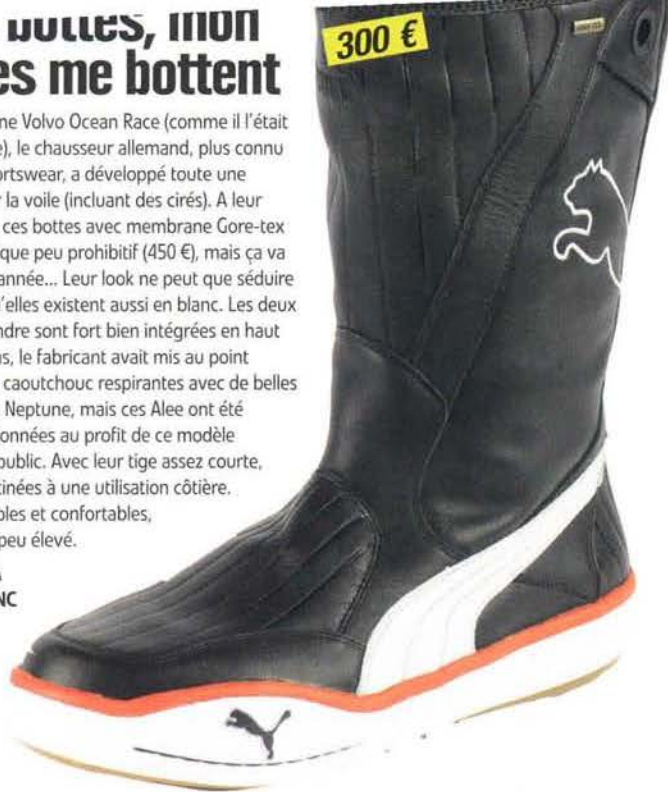 bottes, mon
es me bottent
300 €
ne Volvo Ocean Race (comme il l'était
e), le chausseur allemand, plus connu
ortswear, a développé toute une
r la voile (incluant des cirés). A leur
ces bottes avec membrane Gore-tex
que peu prohibitif (450 €), mais ça va
année... Leur look ne peut que séduire
'elles existent aussi en blanc. Les deux
ndre sont fort bien intégrées en haut
s, le fabricant avait mis au point
caoutchouc respirantes avec de belles
Neptune, mais ces Alee ont été
onnées au profit de ce modèle
public. Avec leur tige assez courte,
tinées à une utilisation côtière.
bles et confortables,
peu élevé.
NC